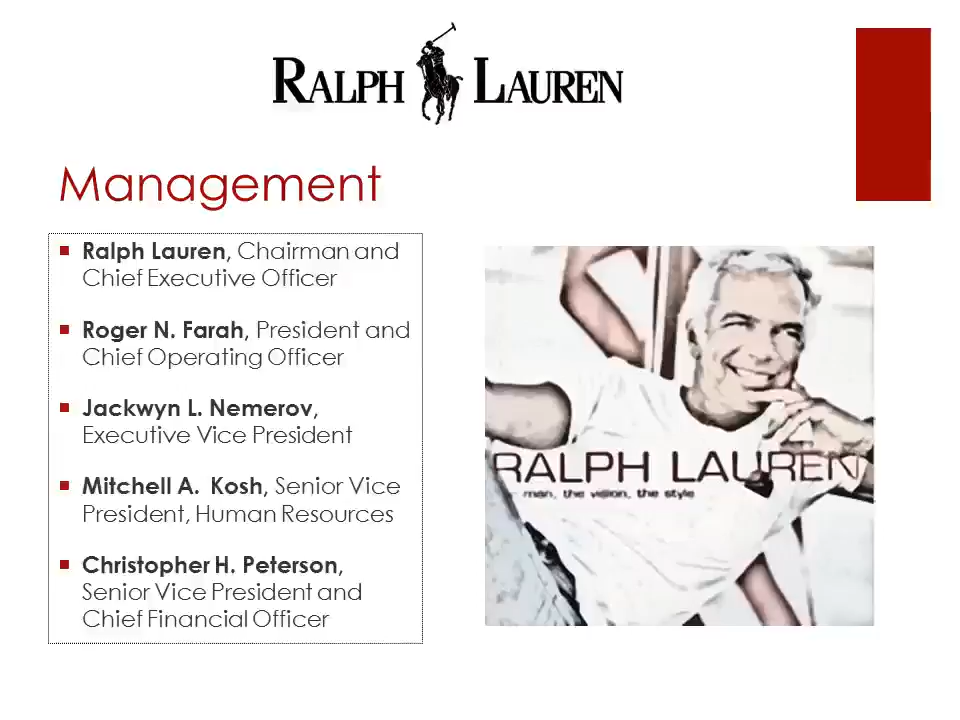 RALPH LAUREN
Management
Ralph Lauren, Chairman and
Chief Executive Officer
Roger N. Farah, President and
Chief Operating Officer
Jackwyn L. Nemerov,
Executive Vice President
Mitchell A. Kosh, Senior Vice
President, Human Resources
Christopher H. Peterson,
Senior Vice President and
Chief Financial Officer
RALPH LAUREN
man, the vision, the style